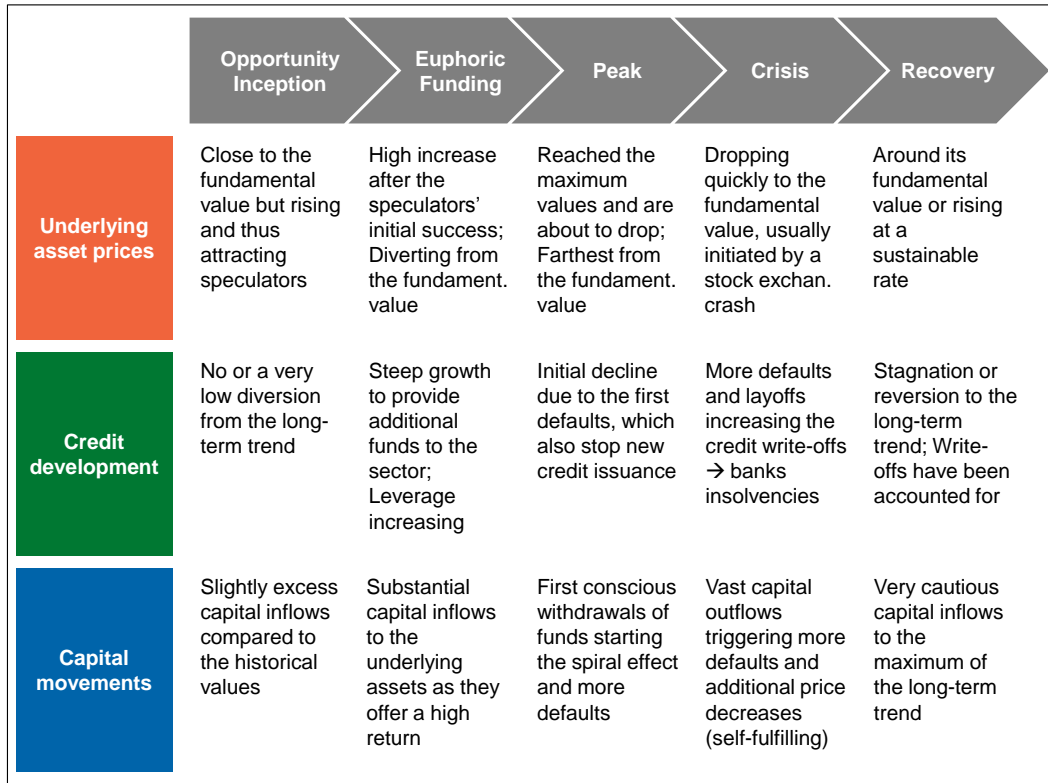 Opportunity
Inception
Euphoric
Funding
Peak
Crisis
Recovery
Underlying
asset prices
Close to the
fundamental
value but rising
and thus
attracting
speculators
High increase
after the
speculators’
initial success;
Diverting from
the fundament.
value
Reached the
maximum
values and are
about to drop;
Farthest from
the fundament.
value
Dropping
quickly to the
fundamental
value, usually
initiated by a
stock exchan.
crash
Around its
fundamental
value or rising
at a
sustainable
rate
Credit
development
No or a very
low diversion
from the long-
term trend
Steep growth
to provide
additional
funds to the
sector;
Leverage
increasing
Initial decline
due to the first
defaults, which
also stop new
credit issuance
More defaults
and layoffs
increasing the
credit write-offs
→ banks
insolvencies
Stagnation or
reversion to the
long-term
trend; Write-
offs have been
accounted for
Capital
movements
Slightly excess
capital inflows
compared to
the historical
values
Substantial
capital inflows
to the
underlying
assets as they
offer a high
return
First conscious
withdrawals of
funds starting
the spiral effect
and more
defaults
Vast capital
outflows
triggering more
defaults and
additional price
decreases
(self-fulfilling)
Very cautious
capital inflows
to the
maximum of
the long-term
trend